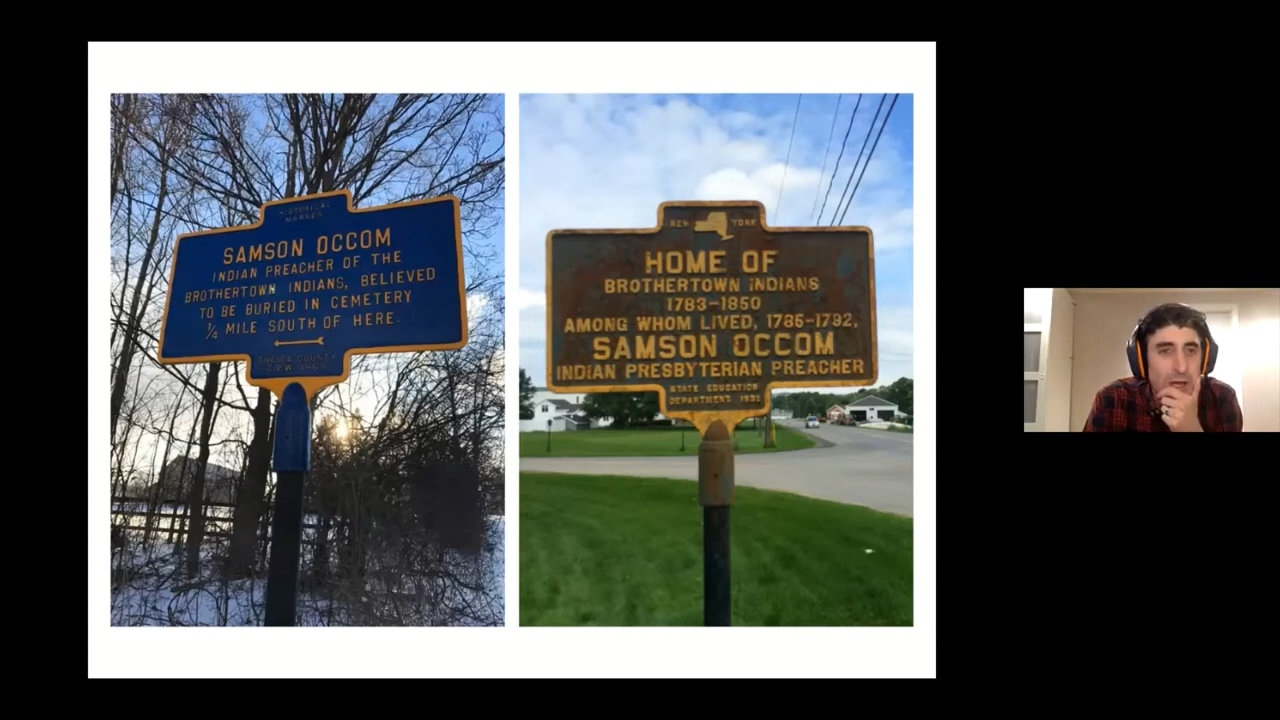 HISTORICAL
MARKER
SAMSON OCCOM
INDIAN PREACHER OF THE
BROTHERTOWN INDIANS, BELIEVED
TO BE BURIED IN CEMETERY
1/4 MILE SOUTH OF HERE.
ONEIDA COUNTY
NEW YORK
HOME OF
BROTHERTOWN INDIANS
1783-1850
AMONG WHOM LIVED, 1785-1792,
SAMSON OCCOM
INDIAN PRESBYTERIAN PREACHER
STATE EDUCATION
DEPARTMENT 1932